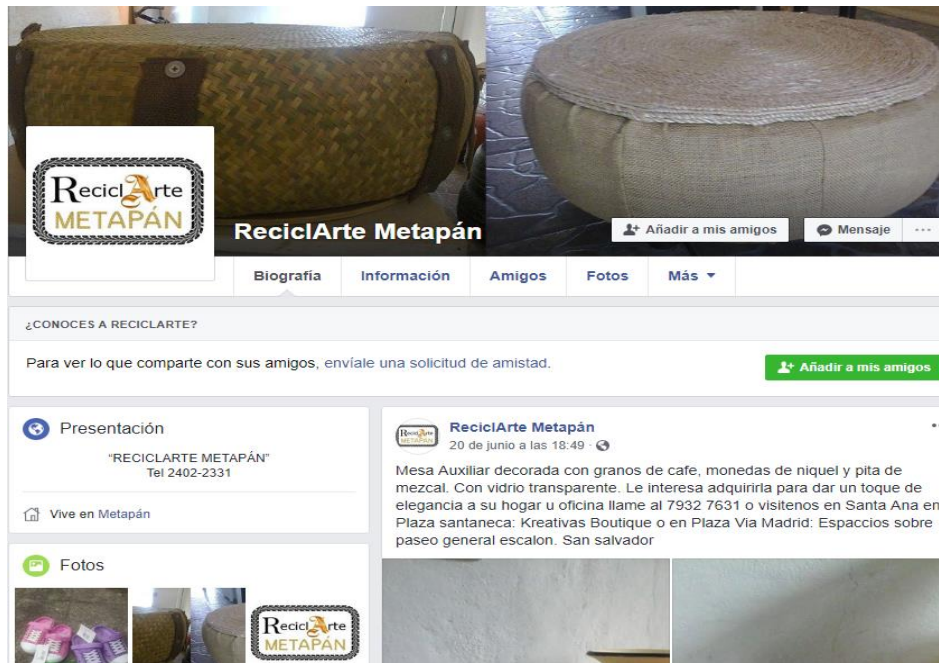 ReciclArte
METAPÁN
ReciclArte Metapán
Añadir a mis amigos
Mensaje
Biografía
Información
Amigos
Fotos
Más
¿CONOCES A RECICLARTE?
Para ver lo que comparte con sus amigos, envíale una solicitud de amistad.
Añadir a mis amigos
Presentación
“RECICLARTE METAPÁN”
Tel 2402-2331
Vive en Metapán
Fotos
ReciclArte
METAPÁN
ReciclArte
METAPÁN
ReciclArte Metapán
20 de junio a las 18:49 ·
Mesa Auxiliar decorada con granos de cafe, monedas de niquel y pita de
mezcal. Con vidrio transparente. Le interesa adquirirla para dar un toque de
elegancia a su hogar u oficina llame al 7932 7631 o visitenos en Santa Ana en
Plaza santaneca: Kreativas Boutique o en Plaza Via Madrid: Espaccios sobre
paseo general escalon. San salvador